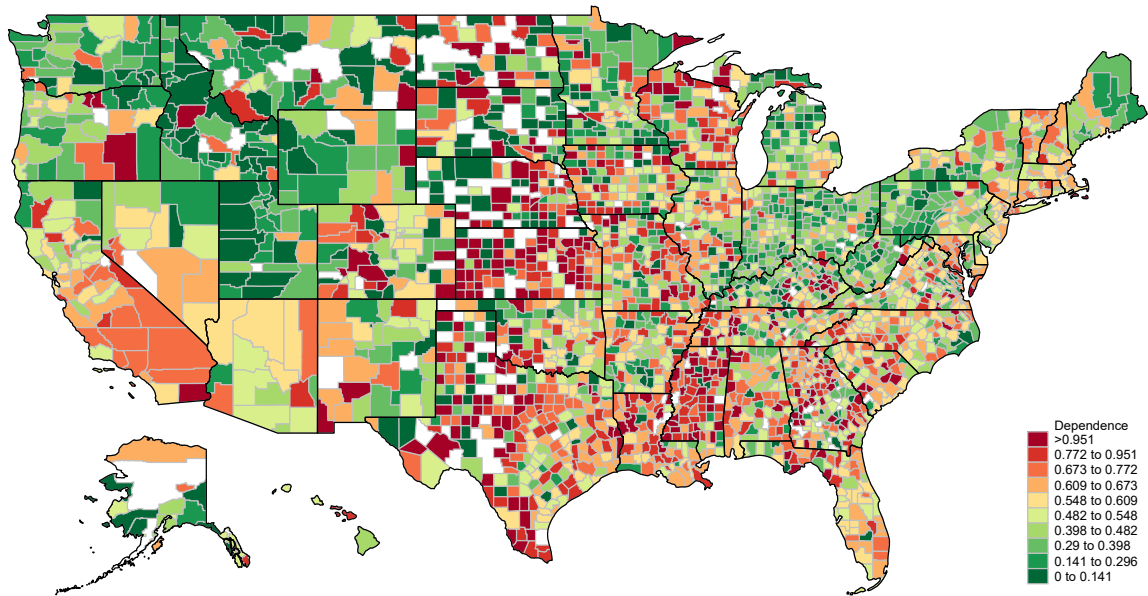 Dependence
>0.951
0.772 to 0.951
0.673 to 0.772
0.609 to 0.673
0.548 to 0.609
0.482 to 0.548
0.398 to 0.482
0.29 to 0.398
0.141 to 0.296
0 to 0.141